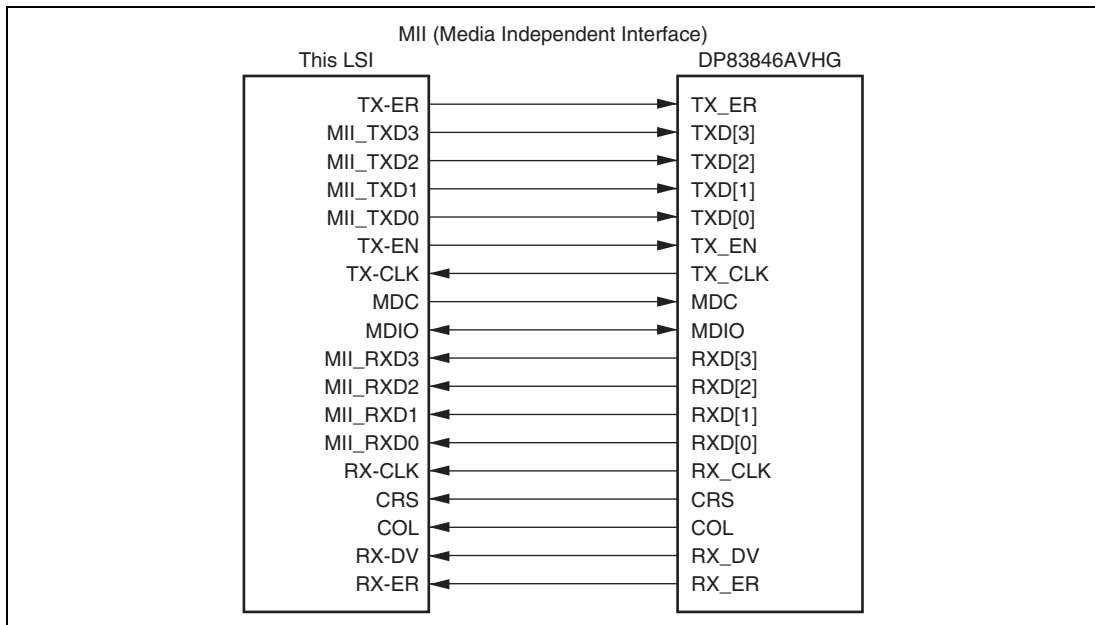 MII (Media Independent Interface)
This LSI DP83846AVHG
TX-ER TX_ER
MII_TXD3 TXD[3]
MII_TXD2 TXD[2]
MII_TXD1 TXD[1]
MII_TXD0 TXD[0]
TX-EN TX_EN
TX-CLK TX_CLK
MDC MDC
MDIO MDIO
MII_RXD3 RXD[3]
MII_RXD2 RXD[2]
MII_RXD1 RXD[1]
MII_RXD0 RXD[0]
RX-CLK RX_CLK
CRS CRS
COL COL
RX-DV RX_DV
RX-ER RX_ER